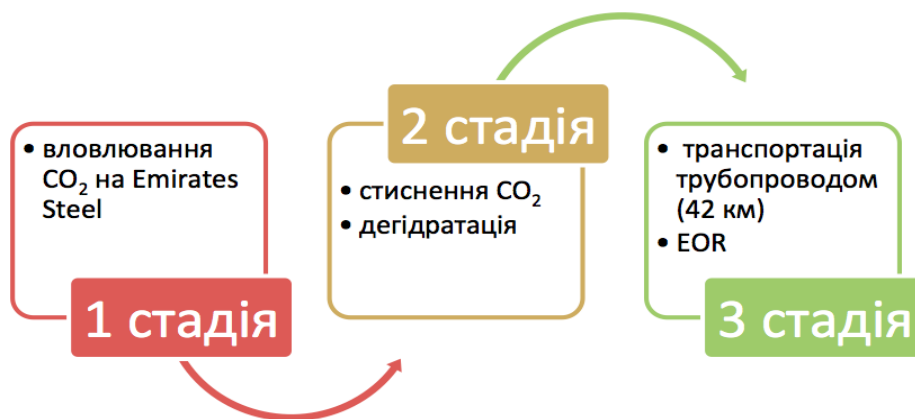 • вловлювання
CO₂ на Emirates
Steel
1 стадія
2 стадія
• стиснення CO₂
• дегідратація
• транспортація
трубопроводом
(42 км)
• EOR
3 стадія